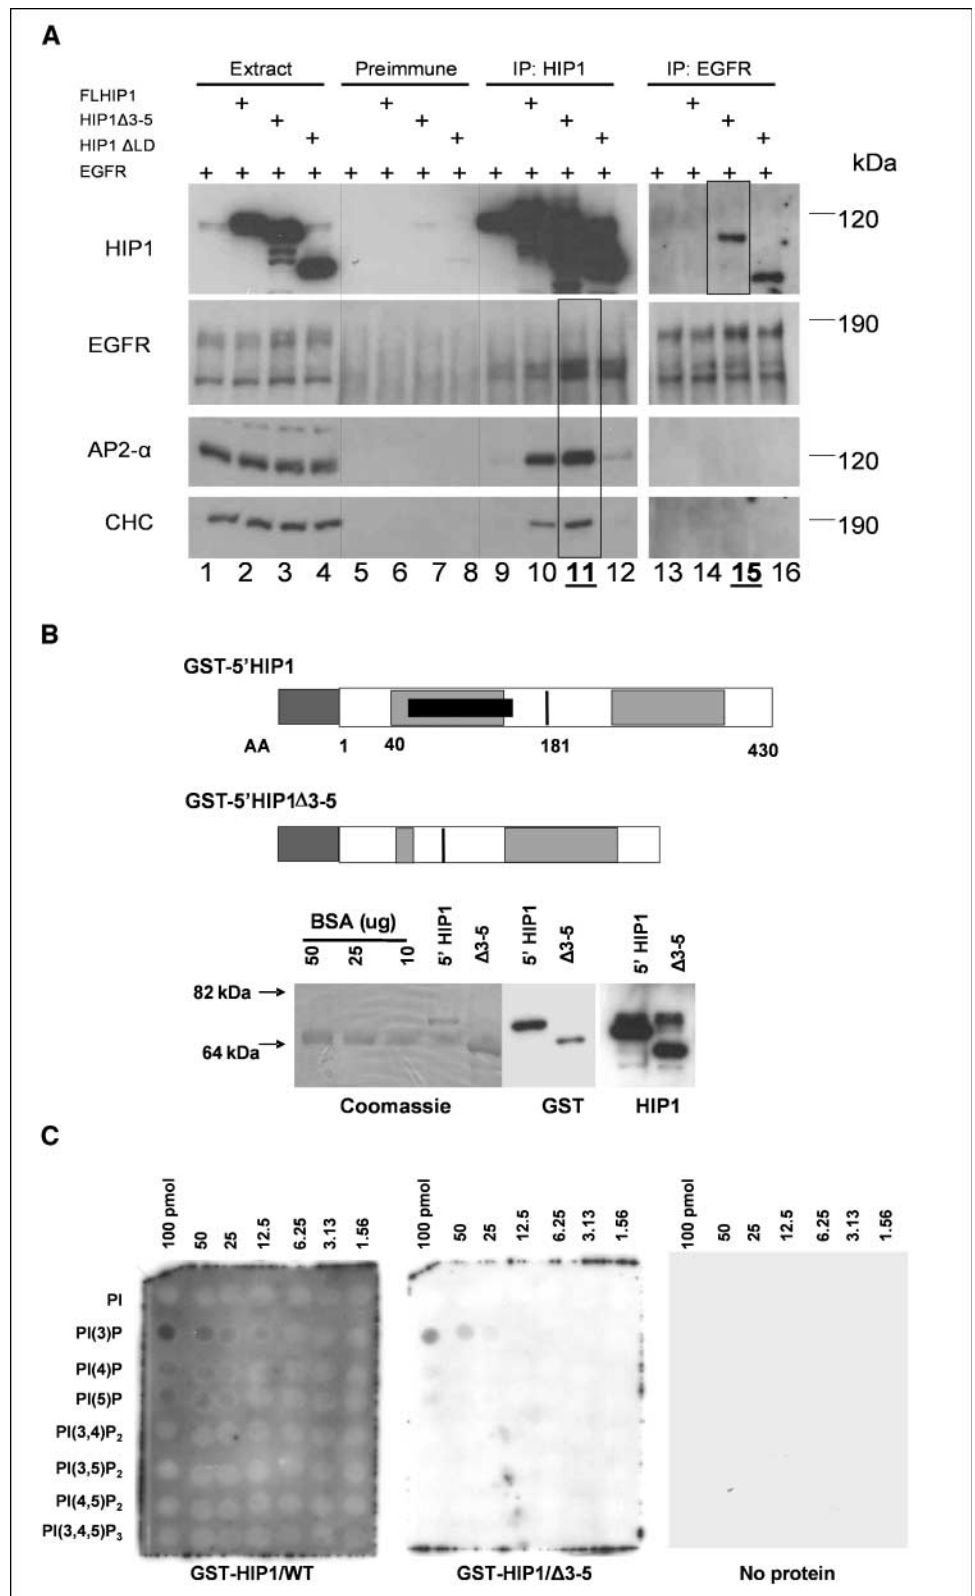 A
Extract Preimmune IP: HIP1 IP: EGFR
FLHIP1 + + + +
HIP1Δ3-5 + + + +
HIP1 ΔLD + + + +
EGFR + + + + + + + + + + + + + + + +
kDa
HIP1 120
EGFR 190
AP2-α 120
CHC 190
1 2 3 4 5 6 7 8 9 10 11 12 13 14 15 16
B
GST-5'HIP1
AA 1 40 181 430
GST-5'HIP1Δ3-5
BSA (ug)
50 25 10 5' HIP1 Δ3-5 5' HIP1 Δ3-5 5' HIP1 Δ3-5
82 kDa
64 kDa
Coomassie GST HIP1
C
100 pmol 50 25 12.5 6.25 3.13 1.56 100 pmol 50 25 12.5 6.25 3.13 1.56 100 pmol 50 25 12.5 6.25 3.13 1.56
PI
PI(3)P
PI(4)P
PI(5)P
PI(3,4)P₂
PI(3,5)P₂
PI(4,5)P₂
PI(3,4,5)P₃
GST-HIP1/WT GST-HIP1/Δ3-5 No protein